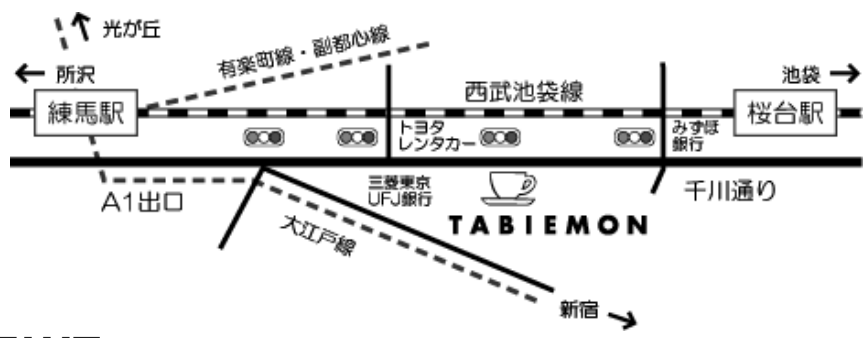 光が丘
所沢
有楽町線・副都心線
池袋
練馬駅
西武池袋線
桜台駅
トヨタ
レンタカー
みずほ
銀行
A1出口
三菱東京
UFJ銀行
千川通り
TABIEMON
大江戸線
新宿